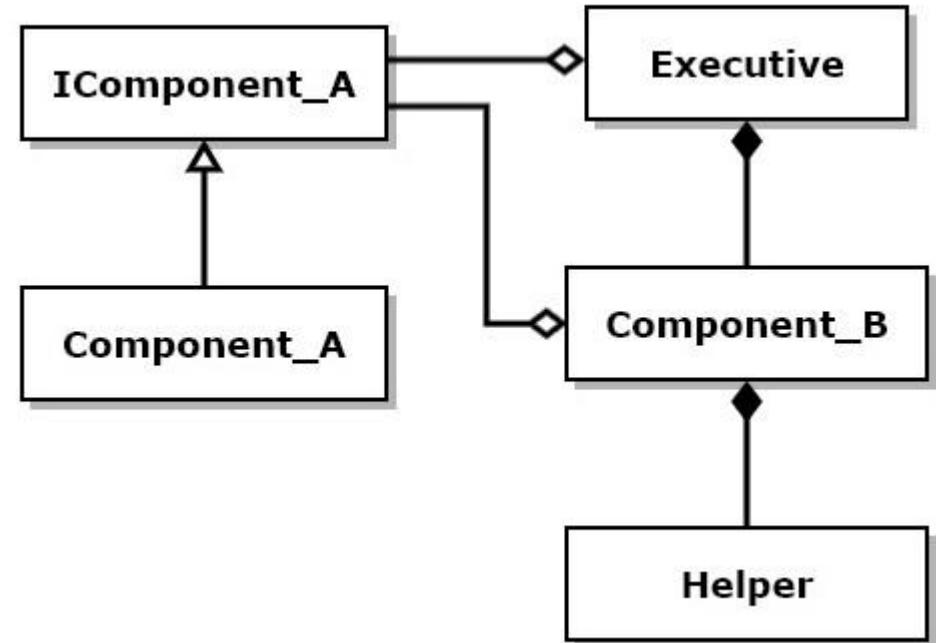 IComponent_A
Executive
Component_A
Component_B
Helper